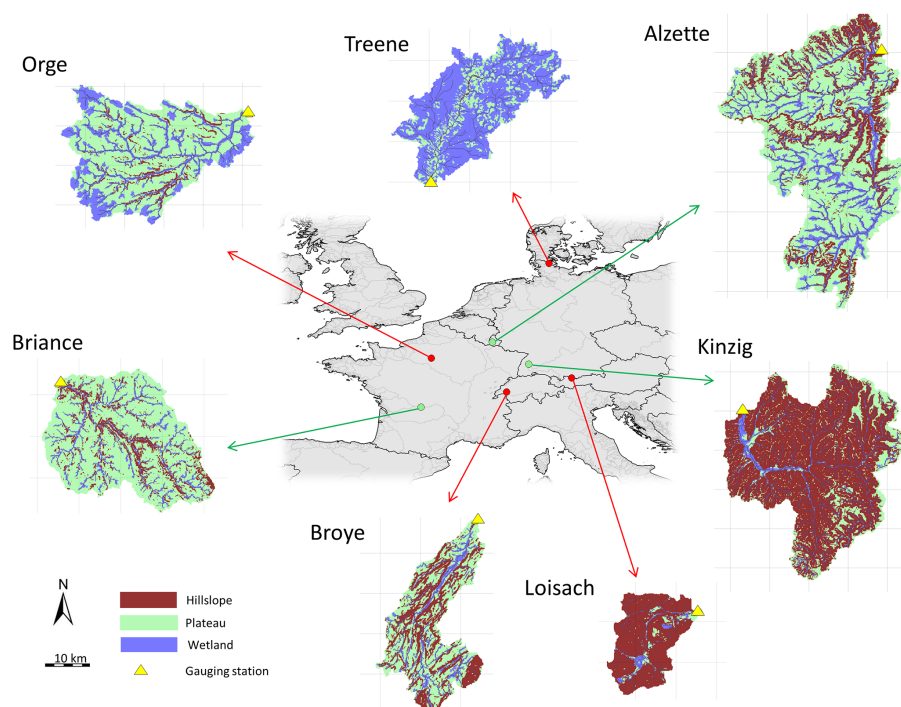 Treene
Alzette
Orge
Briance
Kinzig
Broye
Loisach
N
10 km
Hillslope
Plateau
Wetland
Gauging station